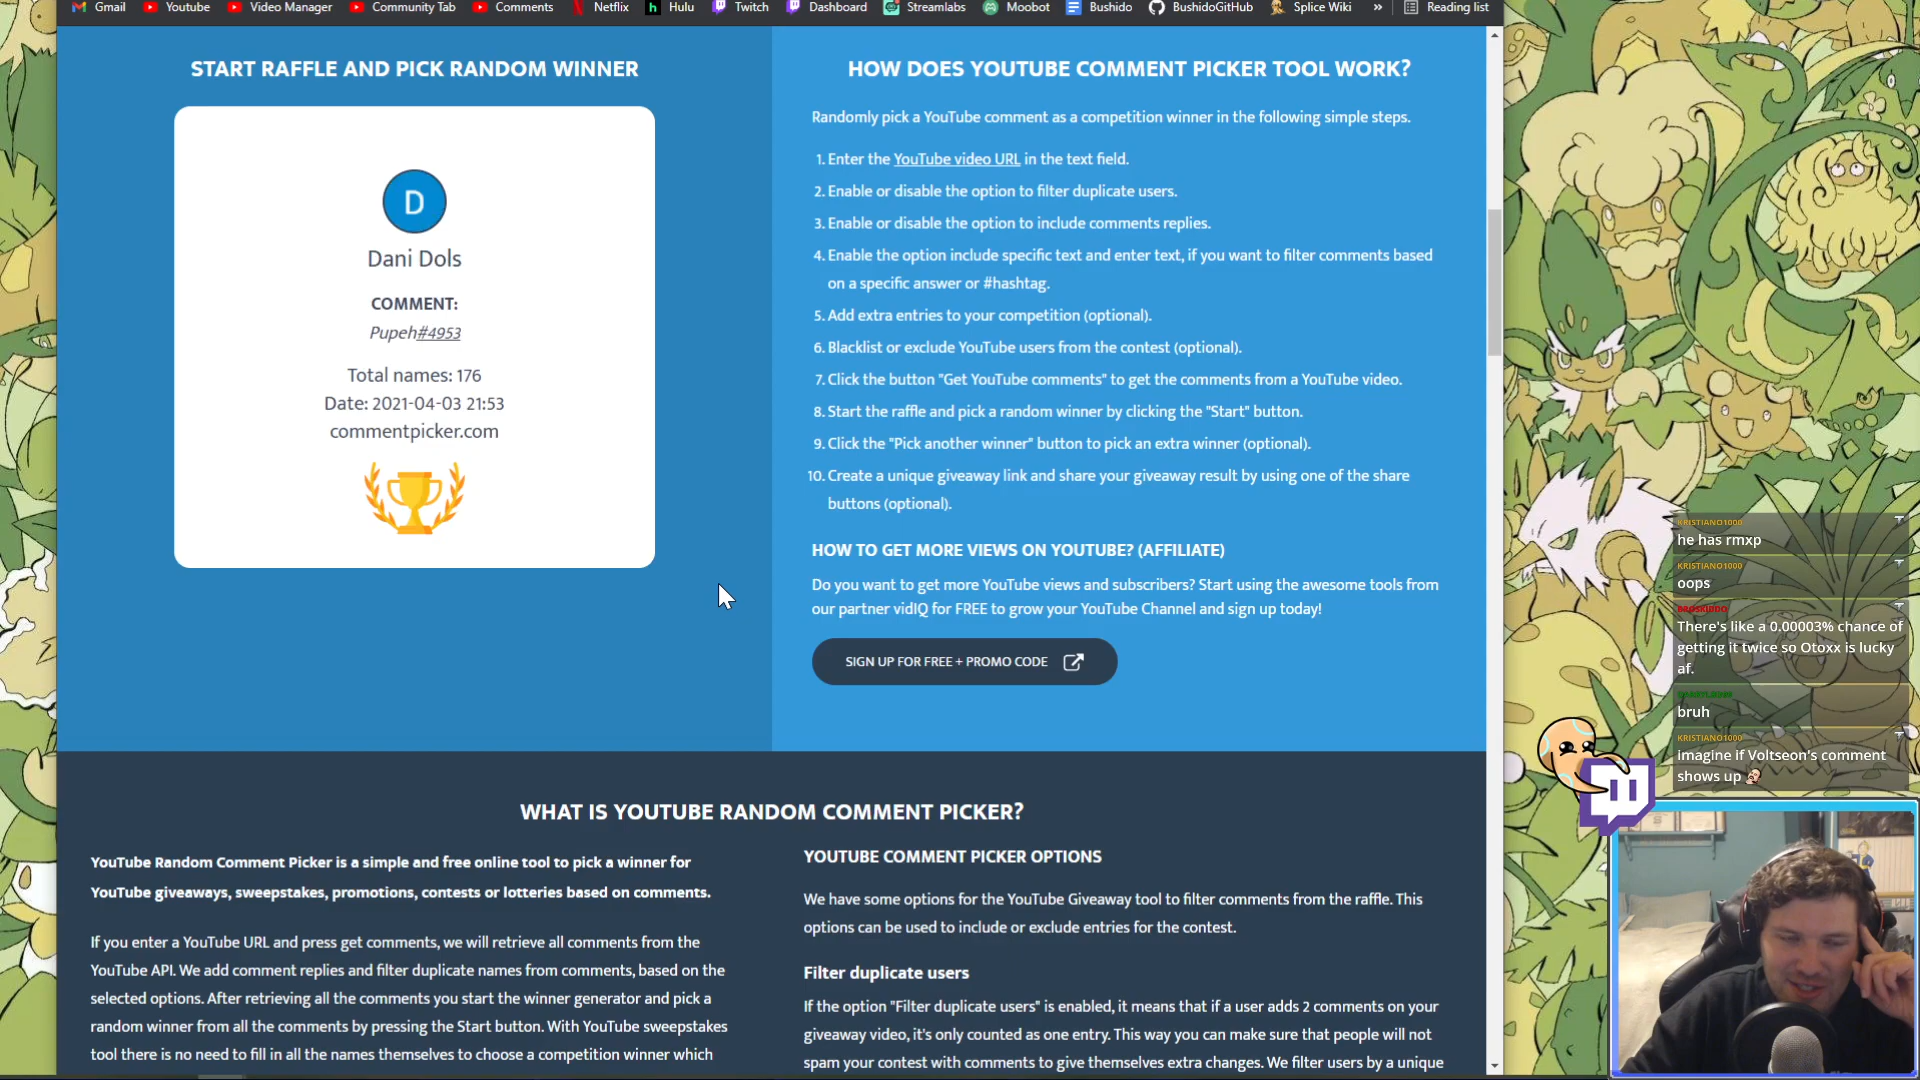 Gmail Youtube Video Manager Community Tab Comments Netflix Hulu Twitch Dashboard Streamlabs Moobot Bushido BushidoGitHub Splice Wiki » Reading list
START RAFFLE AND PICK RANDOM WINNER
D
Dani Dols
COMMENT:
Pupeh#4953
Total names: 176
Date: 2021-04-03 21:53
commentpicker.com
HOW DOES YOUTUBE COMMENT PICKER TOOL WORK?
Randomly pick a YouTube comment as a competition winner in the following simple steps.
1. Enter the YouTube video URL in the text field.
2. Enable or disable the option to filter duplicate users.
3. Enable or disable the option to include comments replies.
4. Enable the option include specific text and enter text, if you want to filter comments based
on a specific answer or #hashtag.
5. Add extra entries to your competition (optional).
6. Blacklist or exclude YouTube users from the contest (optional).
7. Click the button "Get YouTube comments" to get the comments from a YouTube video.
8. Start the raffle and pick a random winner by clicking the "Start" button.
9. Click the "Pick another winner" button to pick an extra winner (optional).
10. Create a unique giveaway link and share your giveaway result by using one of the share
buttons (optional).
HOW TO GET MORE VIEWS ON YOUTUBE? (AFFILIATE)
Do you want to get more YouTube views and subscribers? Start using the awesome tools from
our partner vidIQ for FREE to grow your YouTube Channel and sign up today!
SIGN UP FOR FREE + PROMO CODE
WHAT IS YOUTUBE RANDOM COMMENT PICKER?
YouTube Random Comment Picker is a simple and free online tool to pick a winner for
YouTube giveaways, sweepstakes, promotions, contests or lotteries based on comments.
If you enter a YouTube URL and press get comments, we will retrieve all comments from the
YouTube API. We add comment replies and filter duplicate names from comments, based on the
selected options. After retrieving all the comments you start the winner generator and pick a
random winner from all the comments by pressing the Start button. With YouTube sweepstakes
tool there is no need to fill in all the names themselves to choose a competition winner which
YOUTUBE COMMENT PICKER OPTIONS
We have some options for the YouTube Giveaway tool to filter comments from the raffle. This
options can be used to include or exclude entries for the contest.
Filter duplicate users
If the option "Filter duplicate users" is enabled, it means that if a user adds 2 comments on your
giveaway video, it's only counted as one entry. This way you can make sure that people will not
spam your contest with comments to give themselves extra changes. We filter users by a unique
KRISTIANO1000
he has rmxp
KRISTIANO1000
oops
There's like a 0.00003% chance of
getting it twice so Otoxx is lucky
af.
bruh
KRISTIANO1000
Imagine if Voltseon's comment
shows up